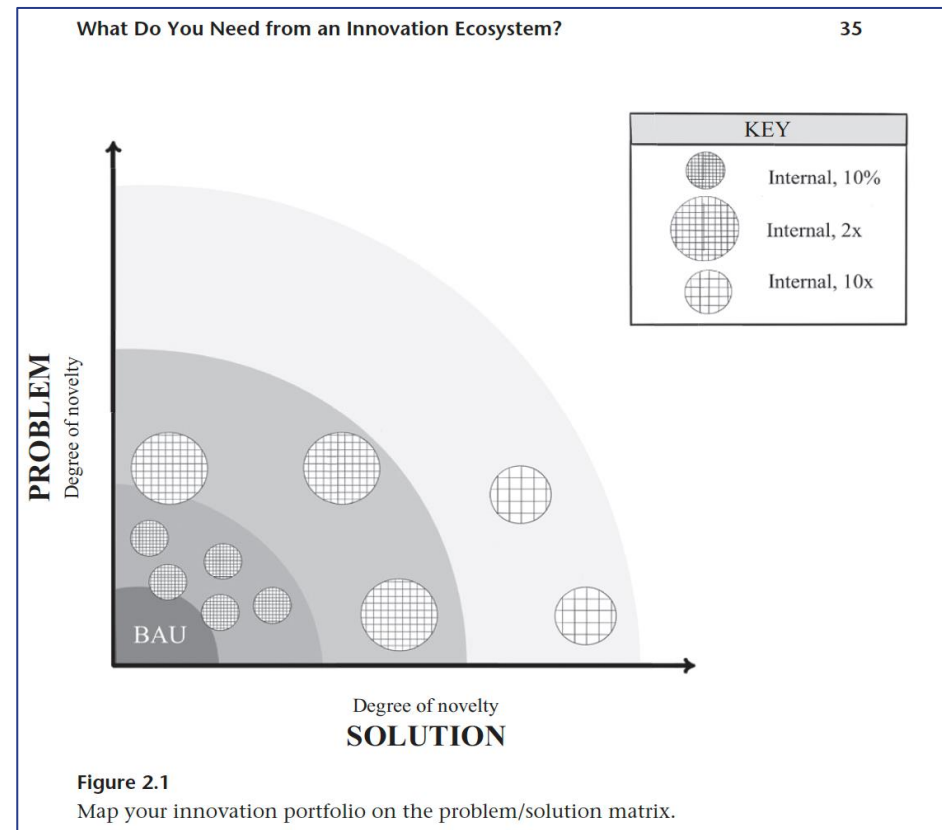 What Do You Need from an Innovation Ecosystem? 35
KEY
Internal, 10%
Internal, 2x
Internal, 10x
PROBLEM
Degree of novelty
BAU
Degree of novelty
SOLUTION
Figure 2.1
Map your innovation portfolio on the problem/solution matrix.